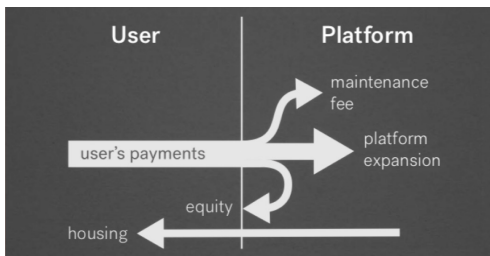 User
Platform
maintenance
fee
user's payments
platform
expansion
equity
housing